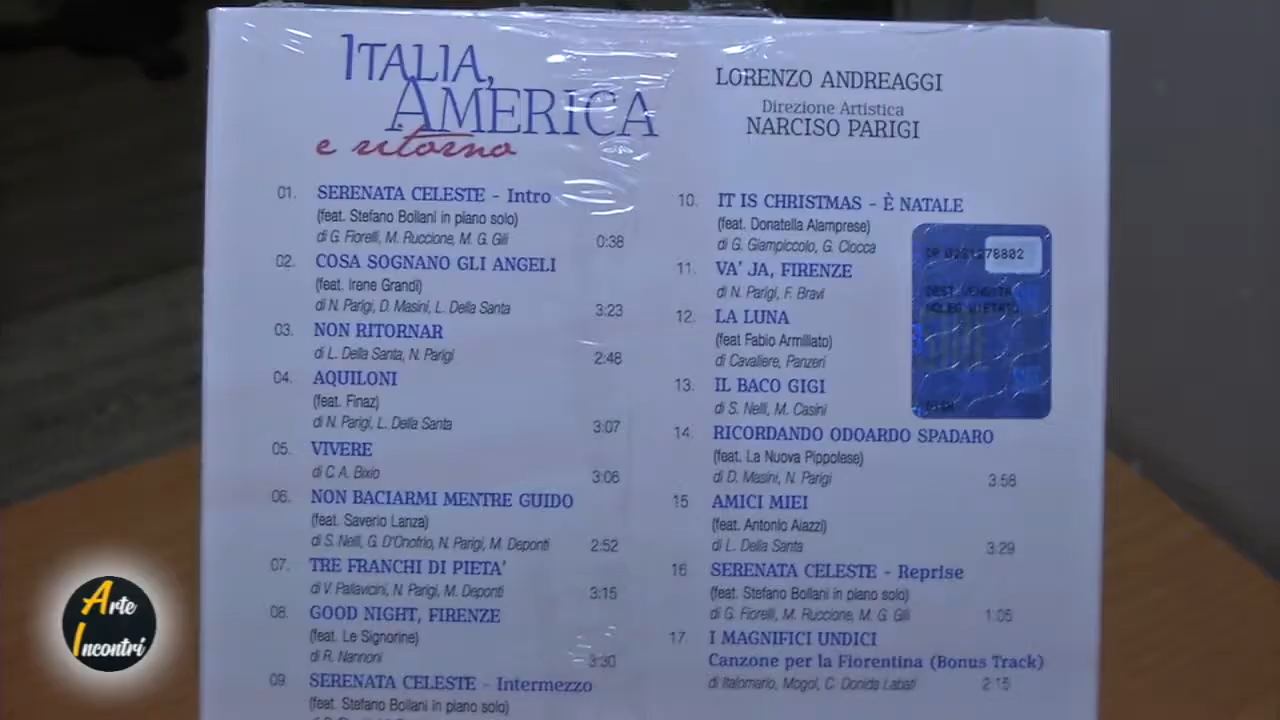 ITALIA,
AMERICA
e ritorno
LORENZO ANDREAGGI
Direzione Artistica
NARCISO PARIGI
01. SERENATA CELESTE - Intro
(feat. Stefano Bollani in piano solo)
di G. Fiorelli, M. Ruccione, M. G. Gili 0:38
02. COSA SOGNANO GLI ANGELI
(feat. Irene Grandi)
di N. Parigi, D. Masini, L. Della Santa 3:23
03. NON RITORNAR
di L. Della Santa, N. Parigi 2:48
04. AQUILONI
(feat. Finaz)
di N. Parigi, L. Della Santa 3:07
05. VIVERE
di C.A. Bixio 3:06
06. NON BACIARMI MENTRE GUIDO
(feat. Saverio Lanza)
di S. Nelli, G. D'Onofrio, N. Parigi, M. Deponti 2:52
07. TRE FRANCHI DI PIETA'
di V. Pallavicini, N. Parigi, M. Deponti 3:15
08. GOOD NIGHT, FIRENZE
(feat. Le Signorine)
di R. Nannoni 3:30
09. SERENATA CELESTE - Intermezzo
(feat. Stefano Bollani in piano solo)
10. IT IS CHRISTMAS - È NATALE
(feat. Donatella Alamprese)
di G. Giampiccolo, G. Ciocca
11. VA' JA, FIRENZE
di N. Parigi, F. Bravi
12. LA LUNA
(feat Fabio Armiliato)
di Cavaliere, Panzeri
13. IL BACO GIGI
di S. Nelli, M. Casini
14. RICORDANDO ODOARDO SPADARO
(feat. La Nuova Pippolese)
di D. Masini, N. Parigi 3:58
15 AMICI MIEI
(feat. Antonio Aiazzi)
di L. Della Santa 3:29
16 SERENATA CELESTE - Reprise
(feat. Stefano Bollani in piano solo)
di G. Fiorelli, M. Ruccione, M. G. Gili 1:05
17. I MAGNIFICI UNDICI
Canzone per la Fiorentina (Bonus Track)
di Italomario, Mogol, C. Donida Labati 2:15
DEST.VENDITA
NOLEG.VIETATO
Arte
Incontri